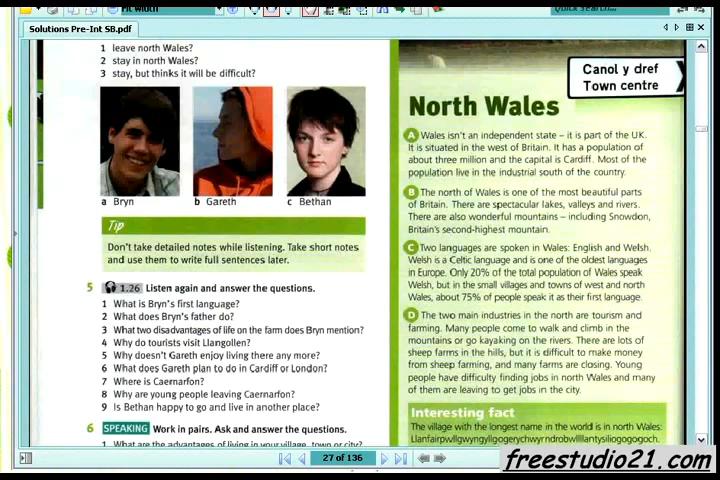 Fit width
Quick Search...
Solutions Pre-Int SB.pdf
1 leave north Wales?
2 stay in north Wales?
3 stay, but thinks it will be difficult?
a Bryn
b Gareth
c Bethan
Tip
Don't take detailed notes while listening. Take short notes
and use them to write full sentences later.
5 1.26 Listen again and answer the questions.
1 What is Bryn's first language?
2 What does Bryn's father do?
3 What two disadvantages of life on the farm does Bryn mention?
4 Why do tourists visit Llangollen?
5 Why doesn't Gareth enjoy living there any more?
6 What does Gareth plan to do in Cardiff or London?
7 Where is Caernarfon?
8 Why are young people leaving Caernarfon?
9 Is Bethan happy to go and live in another place?
6 SPEAKING Work in pairs. Ask and answer the questions.
1 What are the advantages of living in your village, town or city?
Canol y dref
Town centre
North Wales
A Wales isn't an independent state – it is part of the UK.
It is situated in the west of Britain. It has a population of
about three million and the capital is Cardiff. Most of the
population live in the industrial south of the country.
B The north of Wales is one of the most beautiful parts
of Britain. There are spectacular lakes, valleys and rivers.
There are also wonderful mountains – including Snowdon,
Britain's second-highest mountain.
C Two languages are spoken in Wales: English and Welsh.
Welsh is a Celtic language and is one of the oldest languages
in Europe. Only 20% of the total population of Wales speak
Welsh, but in the small villages and towns of west and north
Wales, about 75% of people speak it as their first language.
D The two main industries in the north are tourism and
farming. Many people come to walk and climb in the
mountains or go kayaking on the rivers. There are lots of
sheep farms in the hills, but it is difficult to make money
from sheep farming, and many farms are closing. Young
people have difficulty finding jobs in north Wales and many
of them are leaving to get jobs in the city.
Interesting fact
The village with the longest name in the world is in north Wales:
27 of 136
freestudio21.com